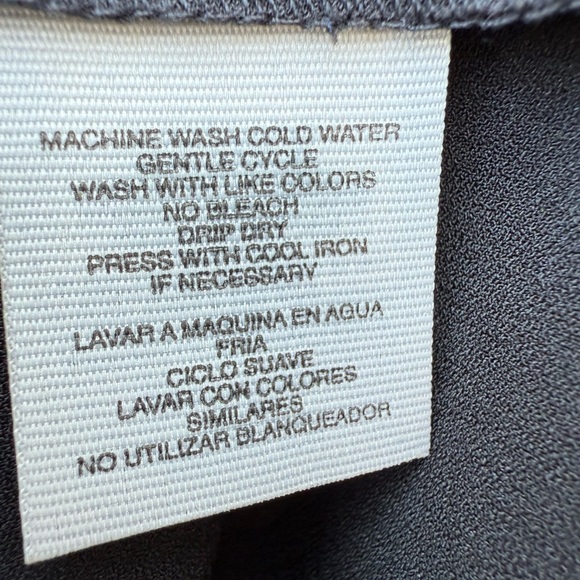 MACHINE WASH COLD WATER
GENTLE CYCLE
WASH WITH LIKE COLORS
NO BLEACH
DRIP DRY
PRESS WITH COOL IRON
IF NECESSARY
LAVAR A MAQUINA EN AGUA
FRIA
CICLO SUAVE
LAVAR CON COLORES
SIMILARES
NO UTILIZAR BLANQUEADOR